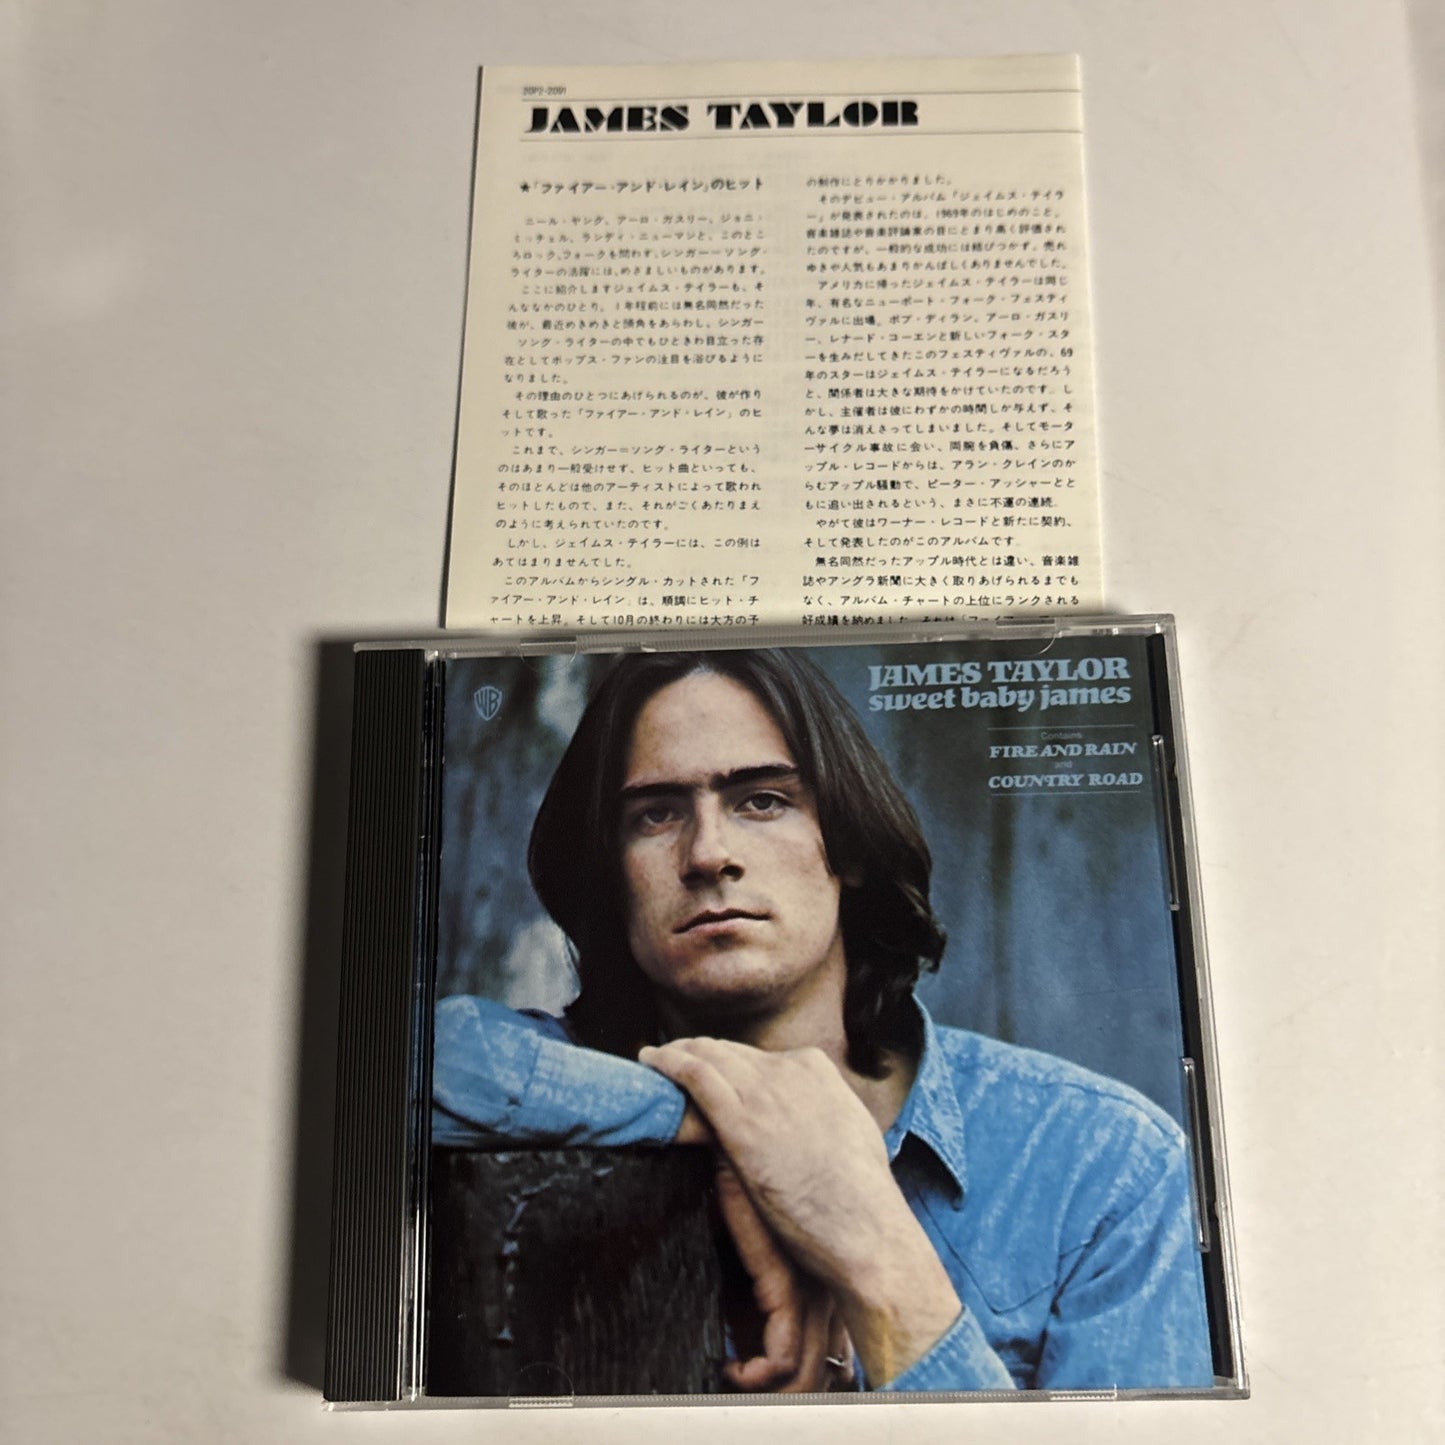 20P2-2091
JAMES TAYLOR
★「ファイアー・アンド・レイン」のヒット
ニール・ヤング、アーロ・ガスリー、ジョニ・
ミッチェル、ランディ・ニューマンと、このとこ
ろロック、フォークを問わず、シンガー＝ソング・
ライターの活躍には、めざましいものがあります。
ここに紹介しますジェイムス・テイラーも、そ
んななかのひとり。1年程前には無名同然だった
彼が、最近めきめきと頭角をあらわし、シンガー
ソング・ライターの中でもひときわ目立った存
在としてポップス・ファンの注目を浴びるように
なりました。
その理由のひとつにあげられるのが、彼が作り
そして歌った「ファイアー・アンド・レイン」のヒ
ットです。
これまで、シンガー＝ソング・ライターという
のはあまり一般受けせず、ヒット曲といっても、
そのほとんどは他のアーティストによって歌われ
ヒットしたもので、また、それがごくあたりまえ
のように考えられていたのです。
しかし、ジェイムス・テイラーには、この例は
あてはまりませんでした。
このアルバムからシングル・カットされた「フ
ァイアー・アンド・レイン」は、順調にヒット・チ
ャートを上昇。そして10月の終わりには大方の予
の制作にとりかかりました。
そのデビュー・アルバム「ジェイムス・テイラ
ー」が発表されたのは、1969年のはじめのこと。
音楽雑誌や音楽評論家の目にとまり高く評価され
たのですが、一般的な成功には結びつかず、売れ
ゆきや人気もあまりかんばしくありませんでした。
アメリカに帰ったジェイムス・テイラーは同じ
年、有名なニューポート・フォーク・フェスティ
ヴァルに出場。ボブ・ディラン、アーロ・ガスリ
ー、レナード・コーエンと新しいフォーク・スタ
ーを生みだしてきたこのフェスティヴァルの、69
年のスターはジェイムス・テイラーになるだろう
と、関係者は大きな期待をかけていたのです。し
かし、主催者は彼にわずかの時間しか与えず、そ
んな夢は消えさってしまいました。そしてモータ
ーサイクル事故に会い、両腕を負傷、さらにア
ップル・レコードからは、アラン・クレインのか
らむアップル騒動で、ピーター・アッシャーとと
もに追い出されるという、まさに不運の連続。
やがて彼はワーナー・レコードと新たに契約、
そして発表したのがこのアルバムです。
無名同然だったアップル時代とは違い、音楽雑
誌やアングラ新聞に大きく取りあげられるまでも
なく、アルバム・チャートの上位にランクされる
好成績を納めました。それは「ファイアー・ア
WB
JAMES TAYLOR
sweet baby james
Contains
FIRE AND RAIN
and
COUNTRY ROAD